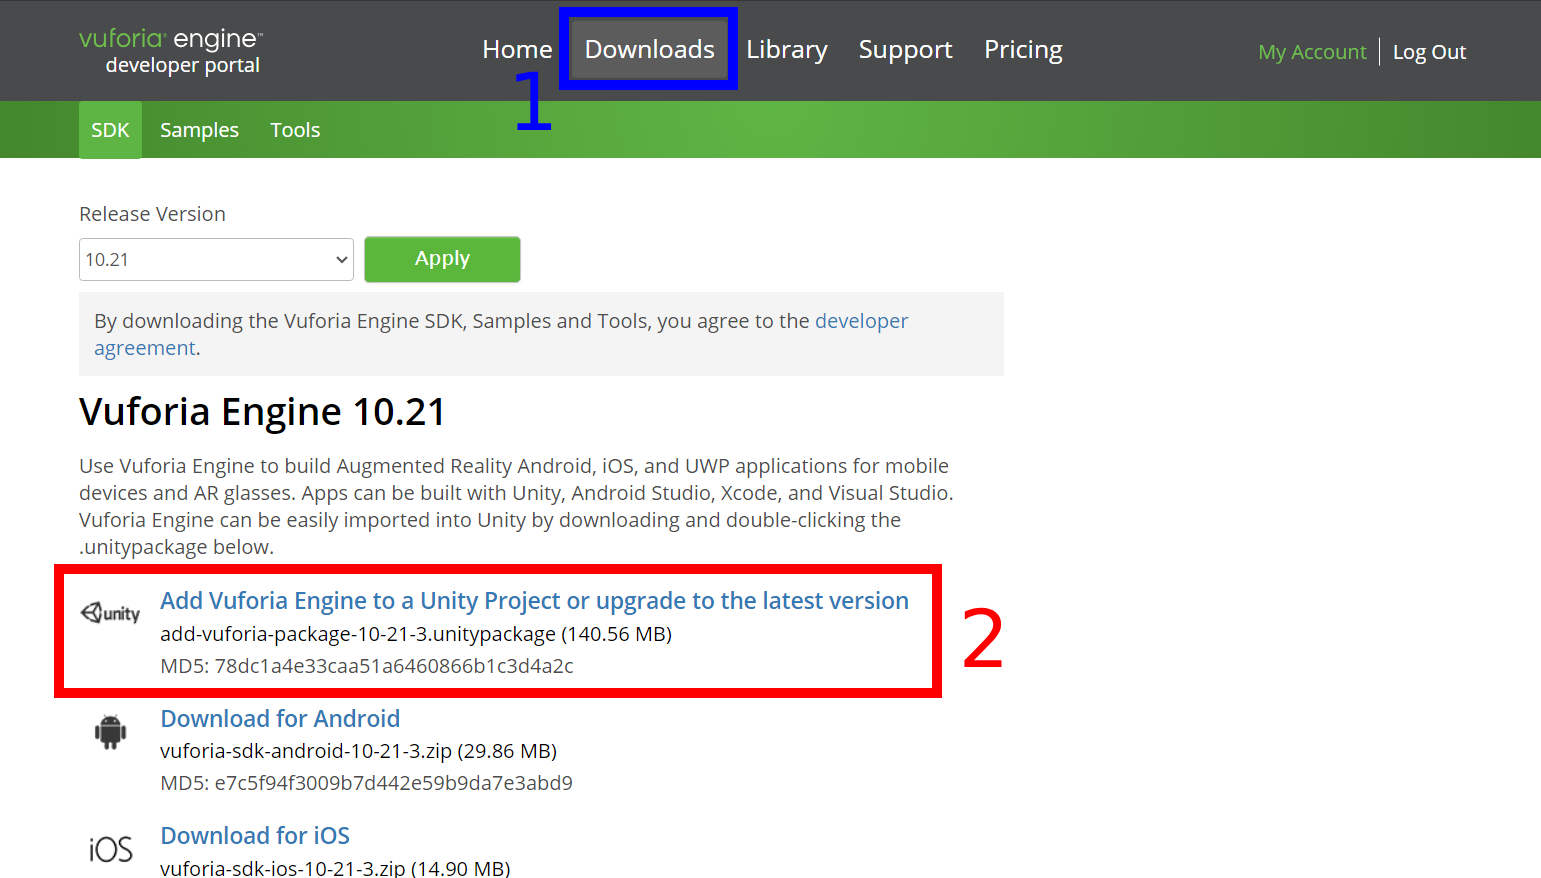 vuforia® engine™
developer portal
Home Downloads Library Support Pricing
My Account Log Out
1
SDK Samples Tools
Release Version
10.21
Apply
By downloading the Vuforia Engine SDK, Samples and Tools, you agree to the developer
agreement.
Vuforia Engine 10.21
Use Vuforia Engine to build Augmented Reality Android, iOS, and UWP applications for mobile
devices and AR glasses. Apps can be built with Unity, Android Studio, Xcode, and Visual Studio.
Vuforia Engine can be easily imported into Unity by downloading and double-clicking the
.unitypackage below.
unity
Add Vuforia Engine to a Unity Project or upgrade to the latest version
add-vuforia-package-10-21-3.unitypackage (140.56 MB)
MD5: 78dc1a4e33caa51a6460866b1c3d4a2c
2
Download for Android
vuforia-sdk-android-10-21-3.zip (29.86 MB)
MD5: e7c5f94f3009b7d442e59b9da7e3abd9
iOS
Download for iOS
vuforia-sdk-ios-10-21-3.zip (14.90 MB)